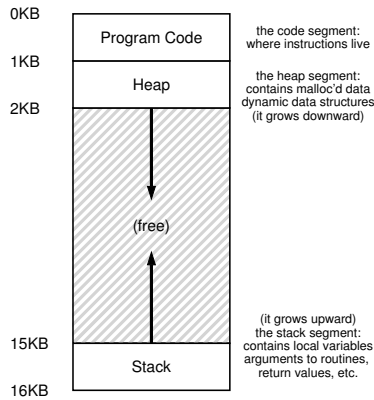 0KB
Program Code
the code segment:
where instructions live
1KB
Heap
the heap segment:
contains malloc'd data
dynamic data structures
(it grows downward)
2KB
(free)
(it grows upward)
the stack segment:
contains local variables
arguments to routines,
return values, etc.
15KB
Stack
16KB